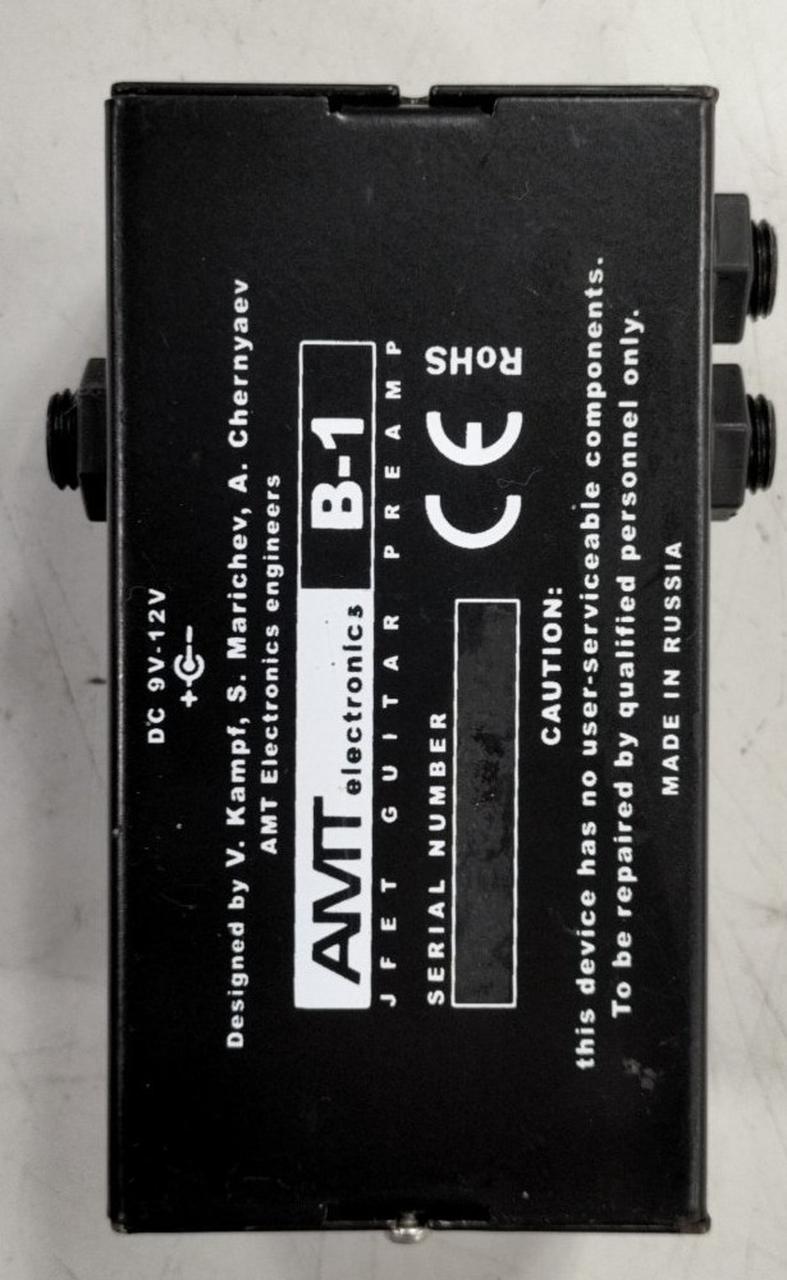 DC 9V-12V
+ -
Designed by V. Kampf, S. Marichev, A. Chernyaev
AMT Electronics engineers
AMT electronics B-1
JFET GUITAR PREAMP
SERIAL NUMBER
CE RoHS
CAUTION:
this device has no user-serviceable components.
To be repaired by qualified personnel only.
MADE IN RUSSIA